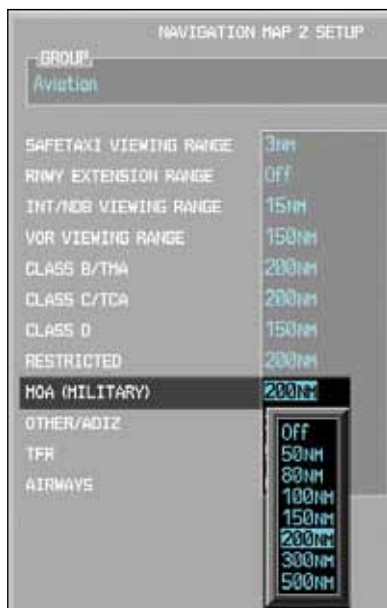 NAVIGATION MAP 2 SETUP
GROUP
Aviation
SAFETAXI VIEWING RANGE 3NM
RNWY EXTENSION RANGE Off
INT/NDB VIEWING RANGE 15NM
VOR VIEWING RANGE 150NM
CLASS B/TMA 200NM
CLASS C/TCA 200NM
CLASS D 150NM
RESTRICTED 200NM
MOA (MILITARY) 200NM
OTHER/ADIZ
TFR
AIRWAYS
Off
50NM
80NM
100NM
150NM
200NM
300NM
500NM